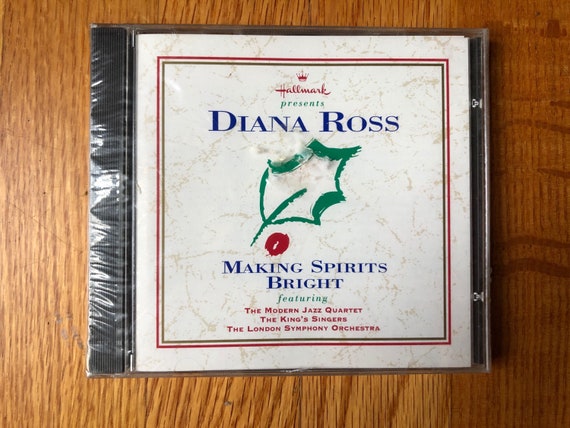 Hallmark
presents
DIANA ROSS
MAKING SPIRITS
BRIGHT
featuring
THE MODERN JAZZ QUARTET
THE KING'S SINGERS
THE LONDON SYMPHONY ORCHESTRA